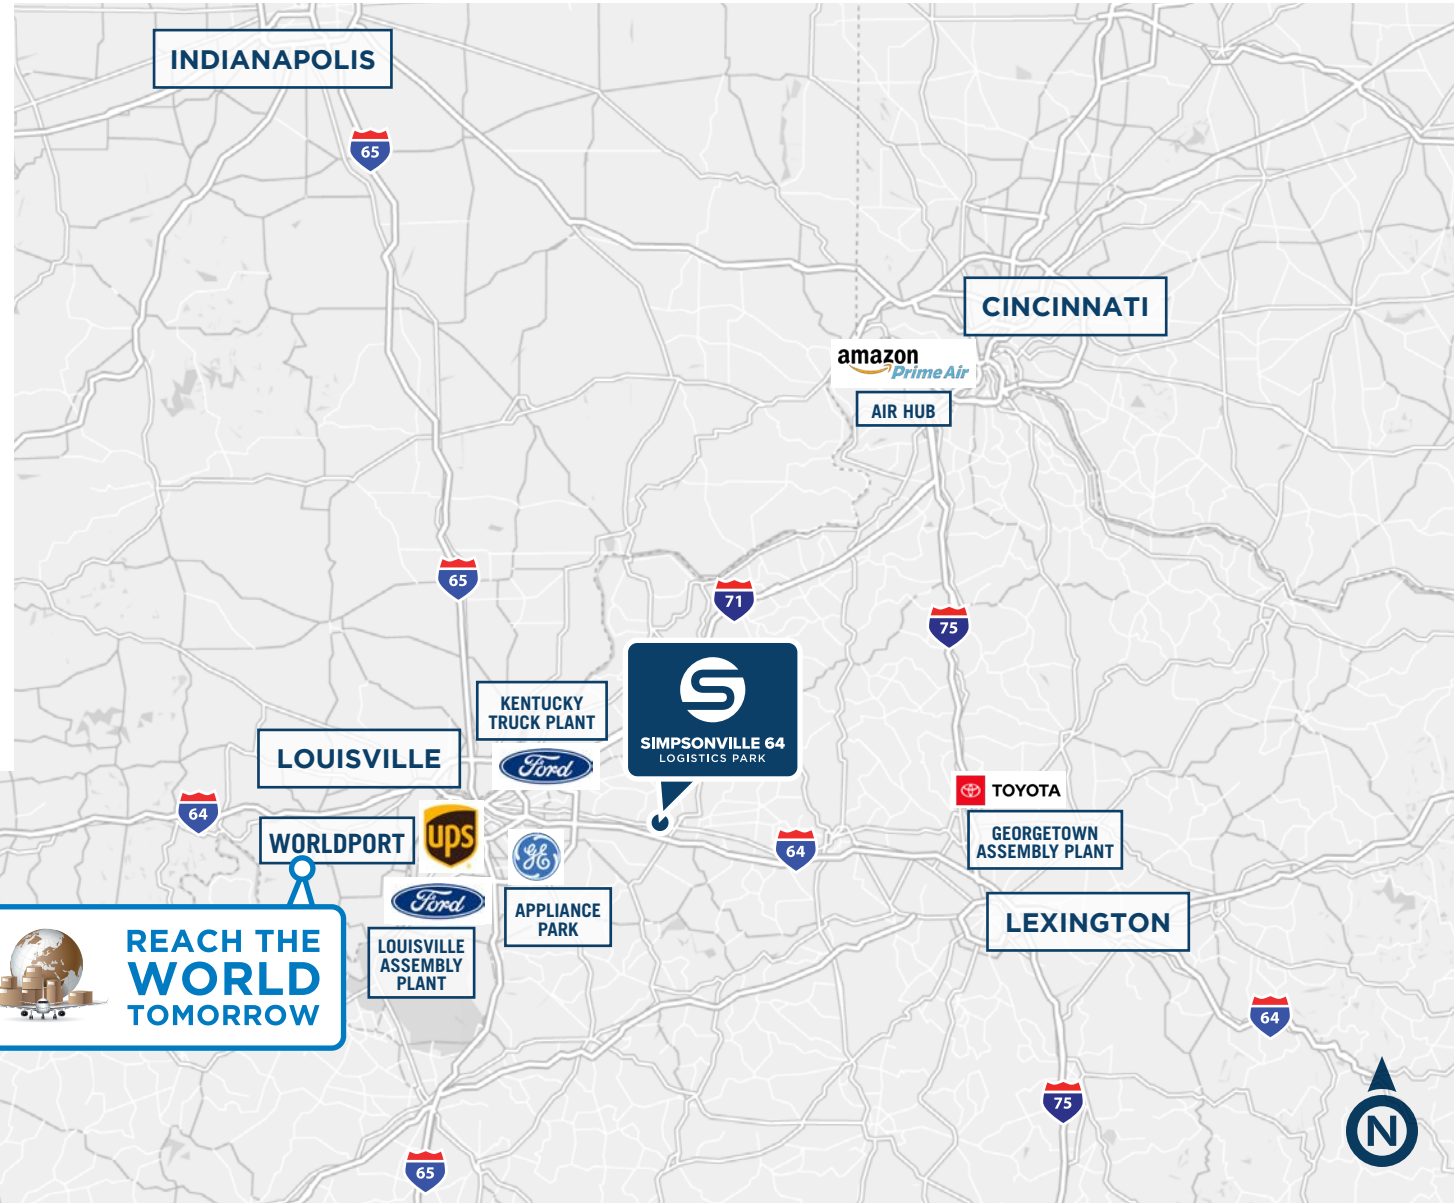 INDIANAPOLIS
65
CINCINNATI
amazon
Prime Air
AIR HUB
65
71
75
KENTUCKY
TRUCK PLANT
Ford
SIMPSONVILLE 64
LOGISTICS PARK
LOUISVILLE
64
WORLDPORT
ups
GE
64
TOYOTA
GEORGETOWN
ASSEMBLY PLANT
Ford
APPLIANCE
PARK
LEXINGTON
LOUISVILLE
ASSEMBLY
PLANT
REACH THE
WORLD
TOMORROW
64
75
N
65